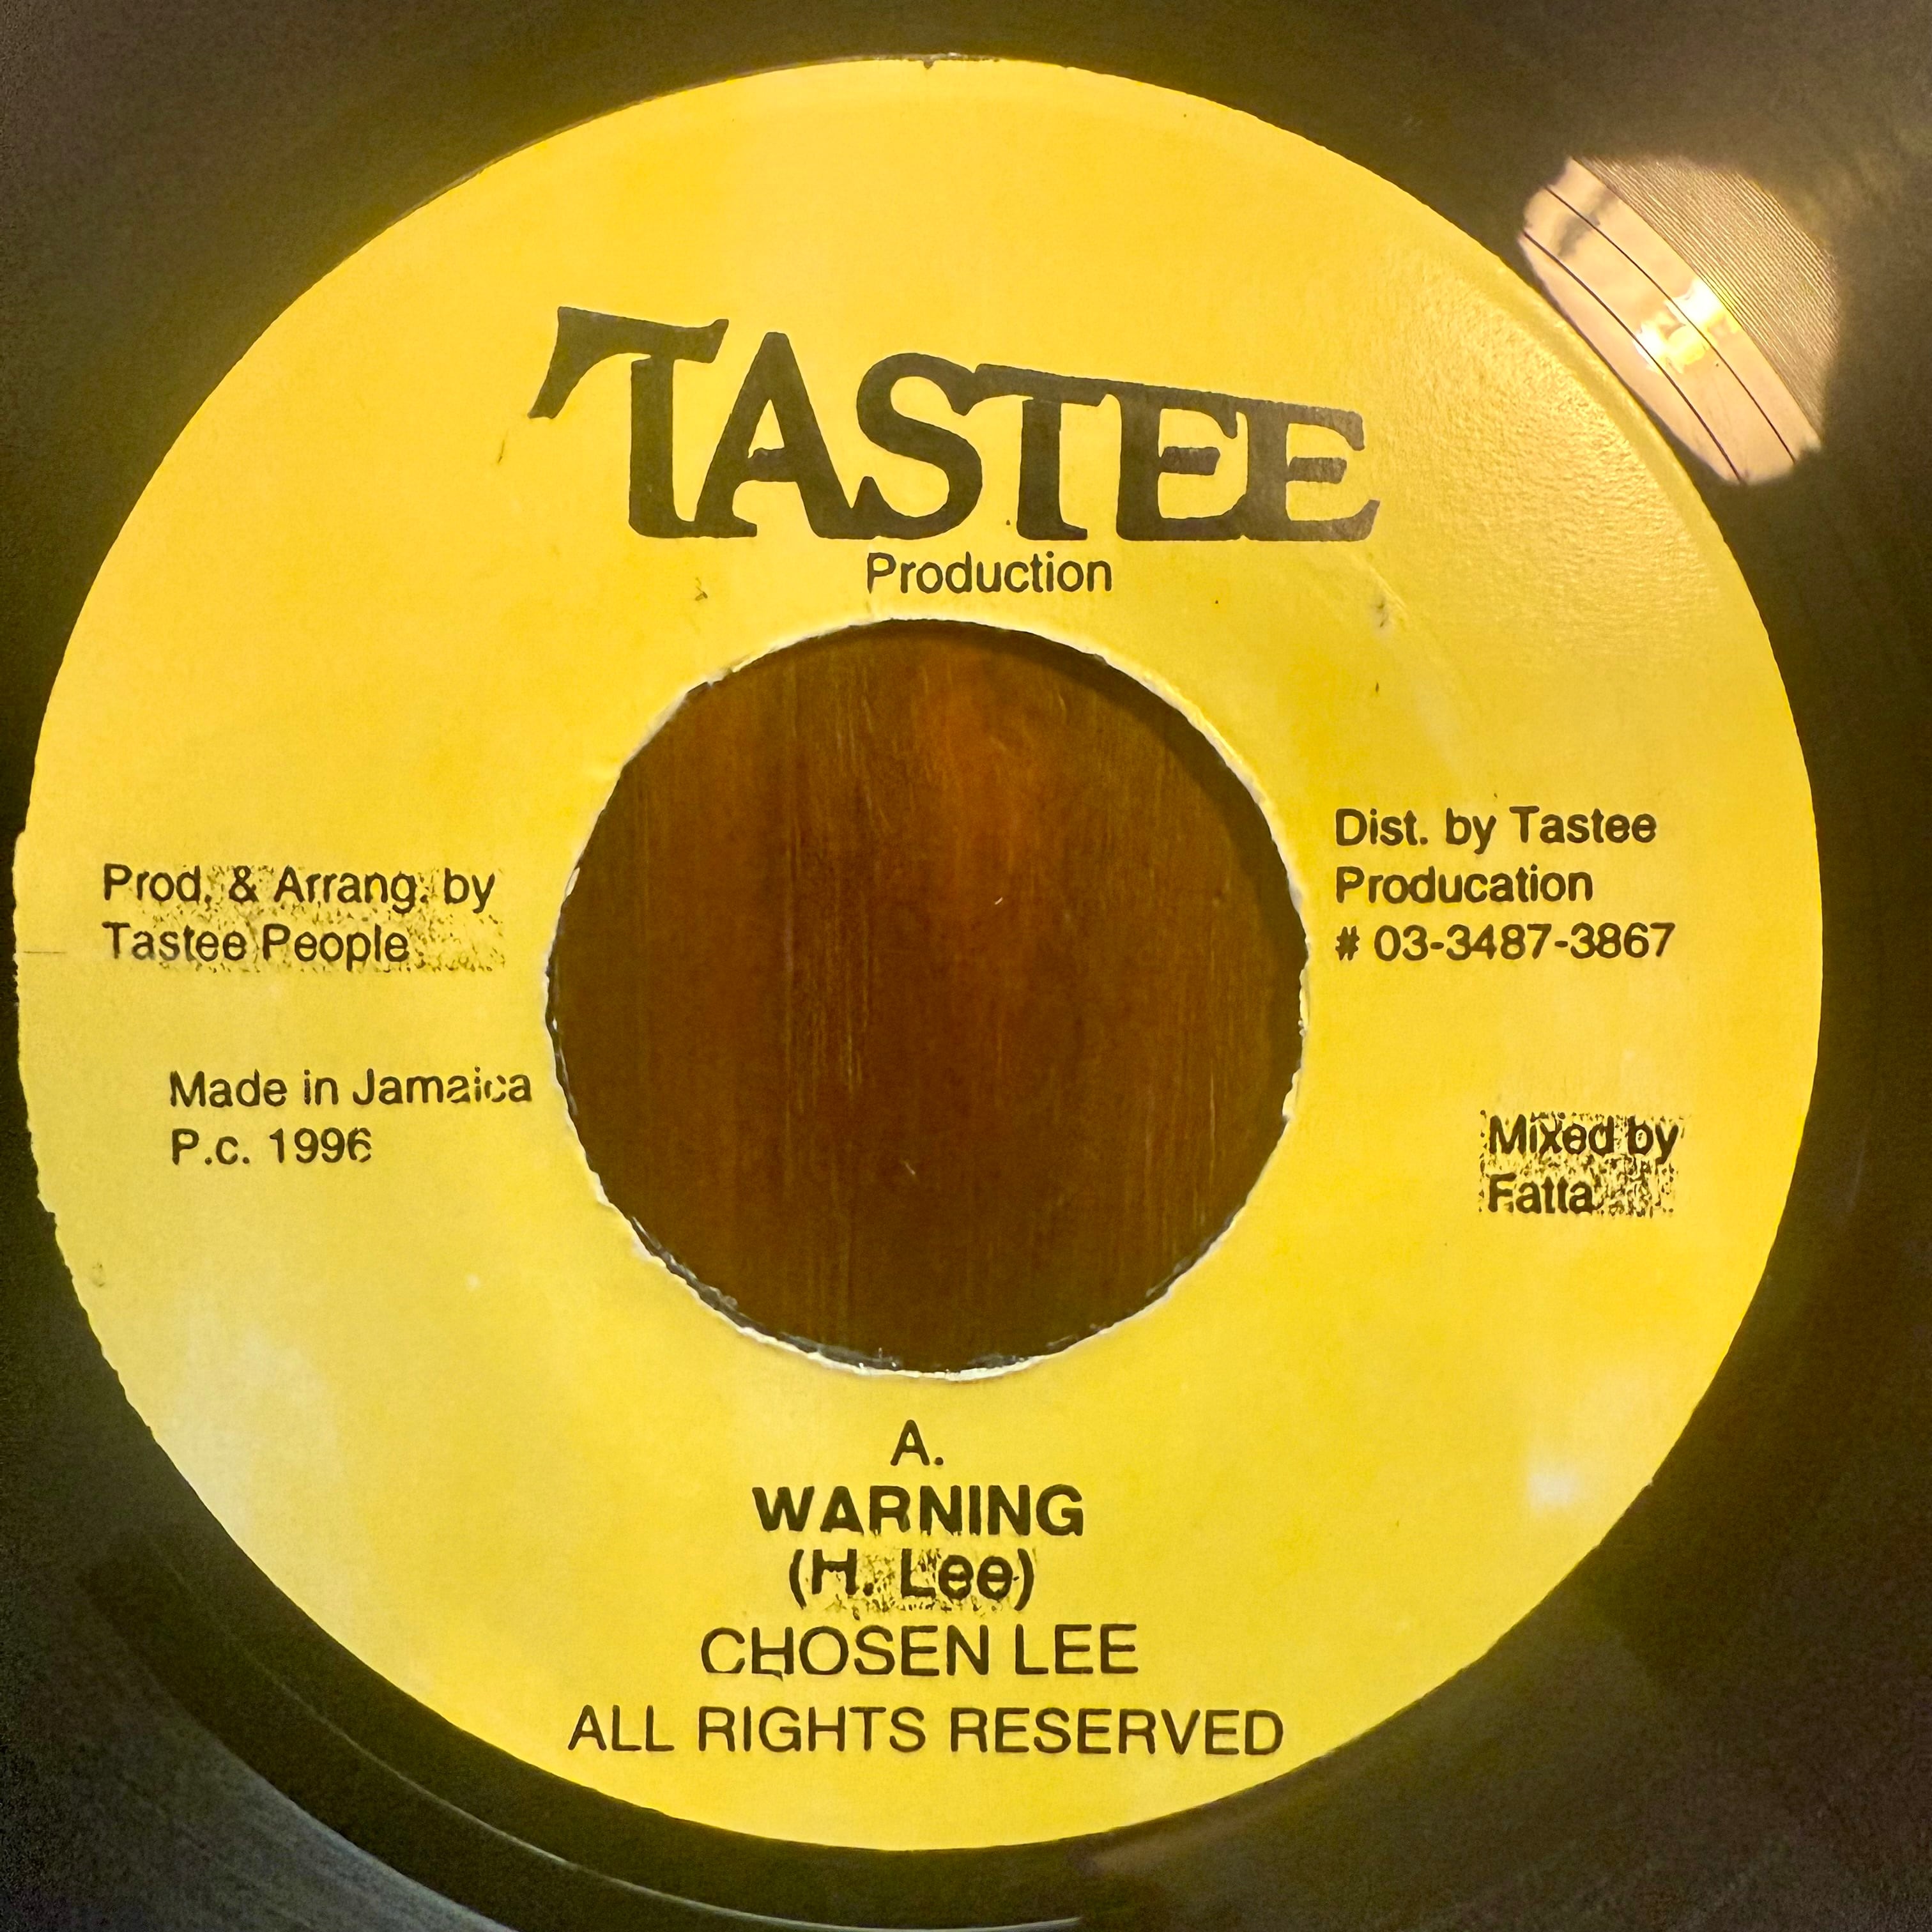 TASTEE
Production
Prod. & Arrang. by
Tastee People
Made in Jamaica
P.c. 1996
Dist. by Tastee
Producation
# 03-3487-3867
Mixed by
Fatta
A.
WARNING
(H. Lee)
CHOSEN LEE
ALL RIGHTS RESERVED